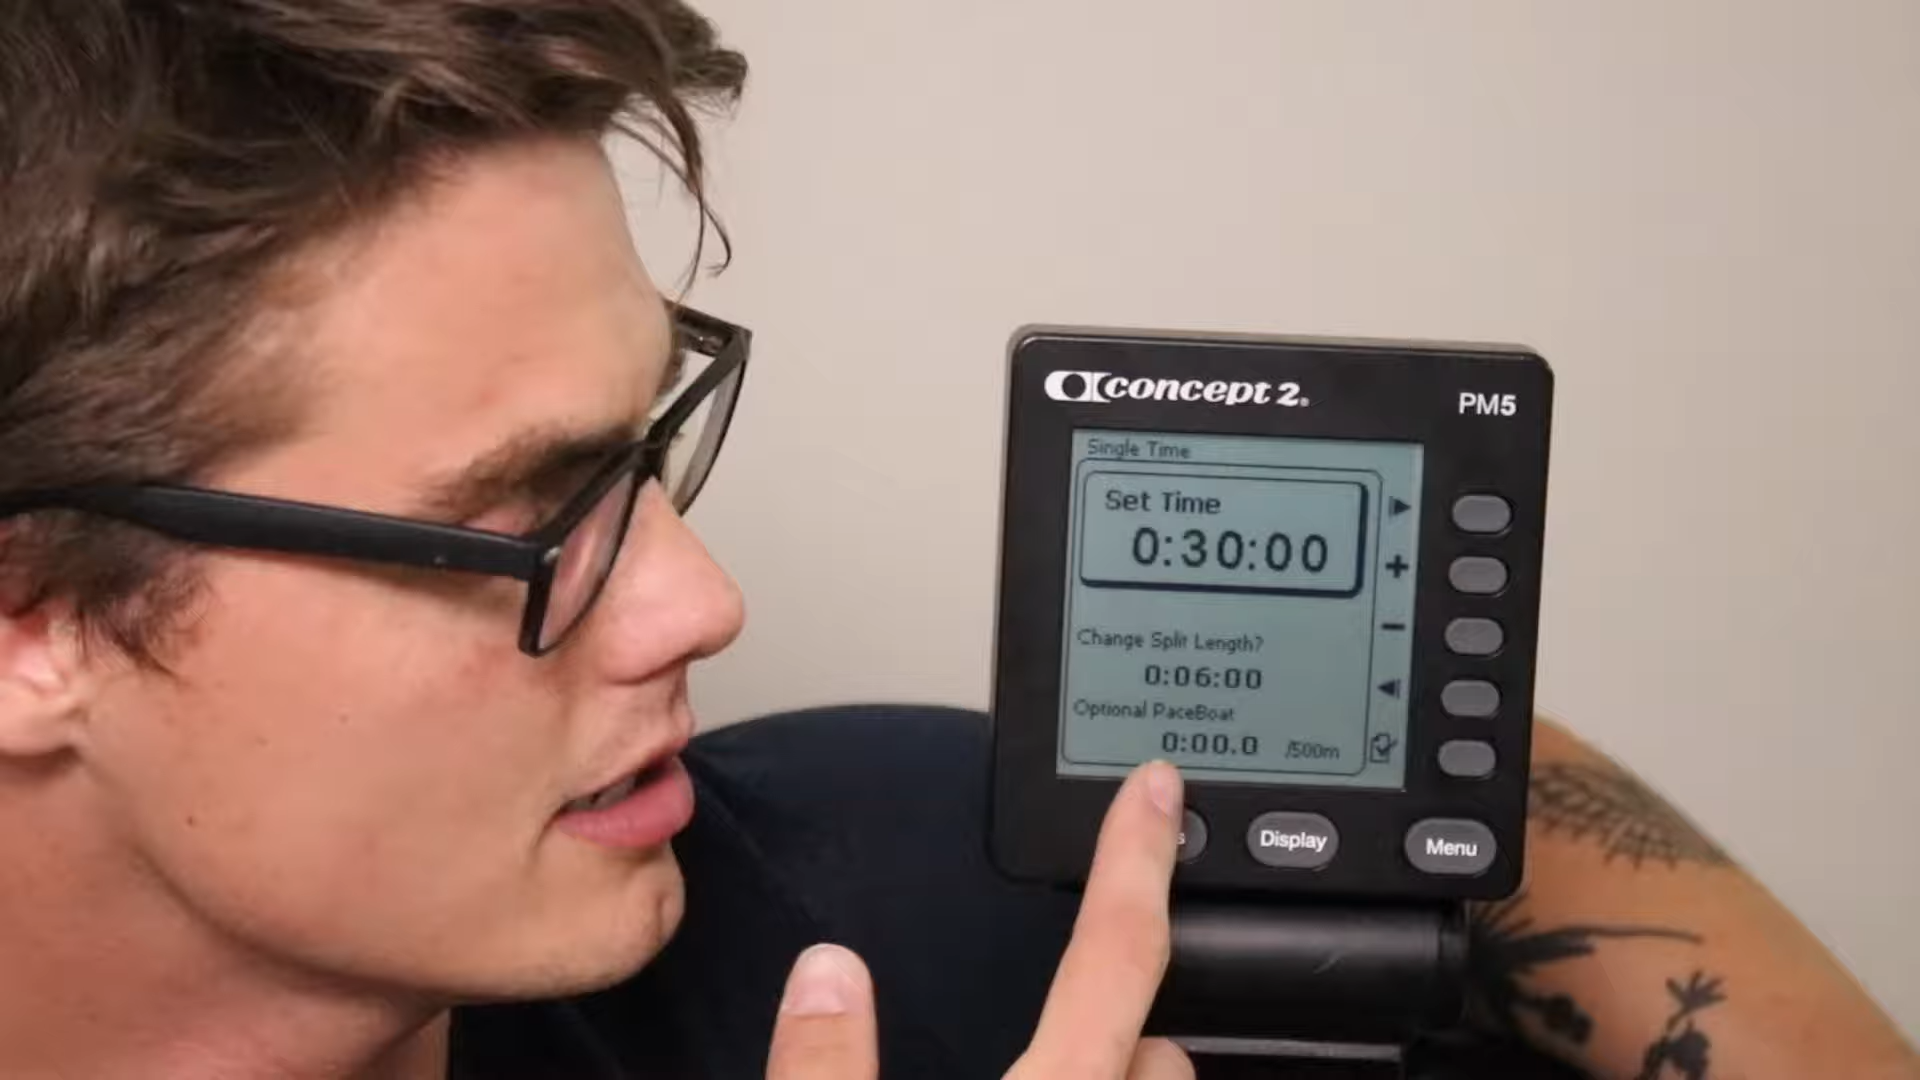 concept 2®
PM5
Single Time
Set Time
0:30:00
Change Split Length?
0:06:00
Optional PaceBoat
0:00.0 /500m
Display
Menu